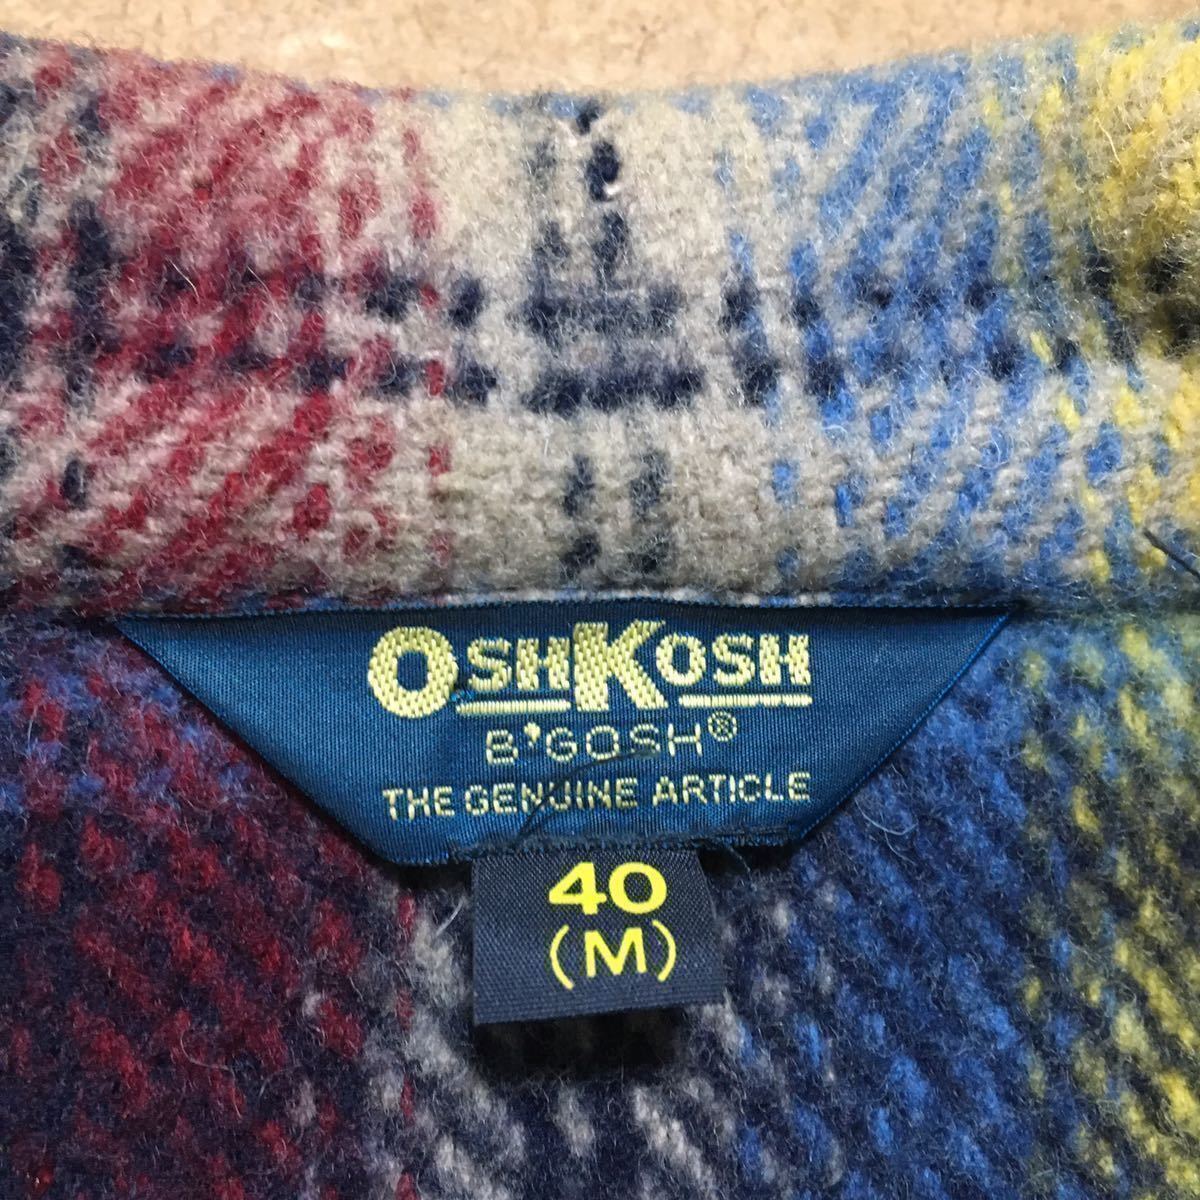 OSHKOSH
B'GOSH®
THE GENUINE ARTICLE
40
(M)